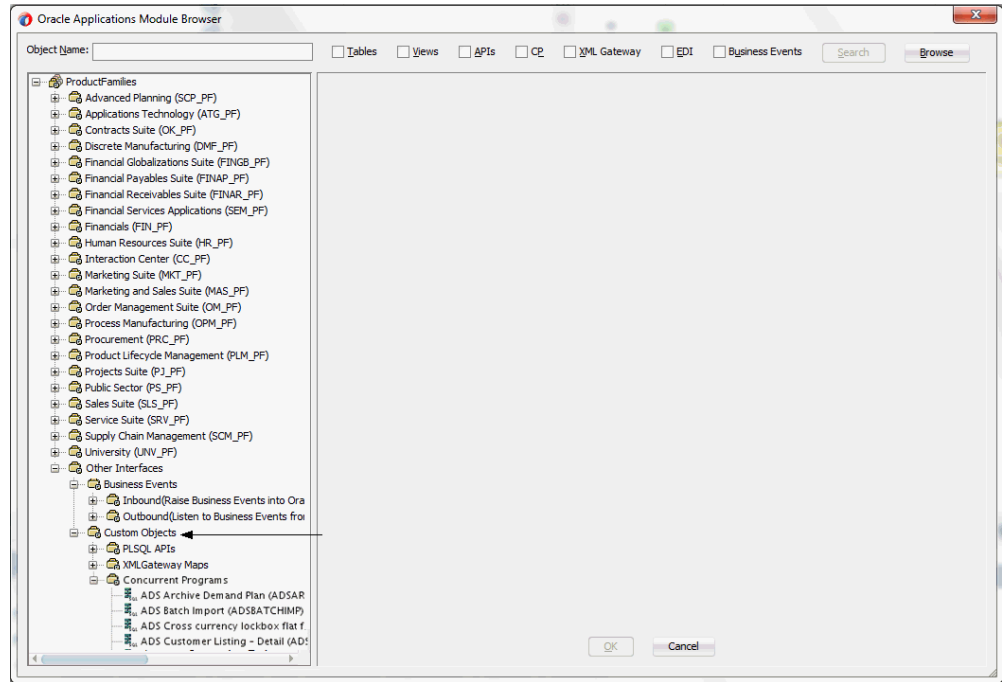 Oracle Applications Module Browser
Object Name: Tables Views APIs CP XML Gateway EDI Business Events Search Browse
ProductFamilies
Advanced Planning (SCP_PF)
Applications Technology (ATG_PF)
Contracts Suite (OK_PF)
Discrete Manufacturing (DMF_PF)
Financial Globalizations Suite (FINGB_PF)
Financial Payables Suite (FINAP_PF)
Financial Receivables Suite (FINAR_PF)
Financial Services Applications (SEM_PF)
Financials (FIN_PF)
Human Resources Suite (HR_PF)
Interaction Center (CC_PF)
Marketing Suite (MKT_PF)
Marketing and Sales Suite (MAS_PF)
Order Management Suite (OM_PF)
Process Manufacturing (OPM_PF)
Procurement (PRC_PF)
Product Lifecycle Management (PLM_PF)
Projects Suite (PJ_PF)
Public Sector (PS_PF)
Sales Suite (SLS_PF)
Service Suite (SRV_PF)
Supply Chain Management (SCM_PF)
University (UNV_PF)
Other Interfaces
Business Events
Inbound(Raise Business Events into Ora
Outbound(Listen to Business Events from
Custom Objects
PLSQL APIs
XMLGateway Maps
Concurrent Programs
ADS Archive Demand Plan (ADSAR
ADS Batch Import (ADSBATCHIMP)
ADS Cross currency lockbox flat f
ADS Customer Listing - Detail (ADS
OK Cancel